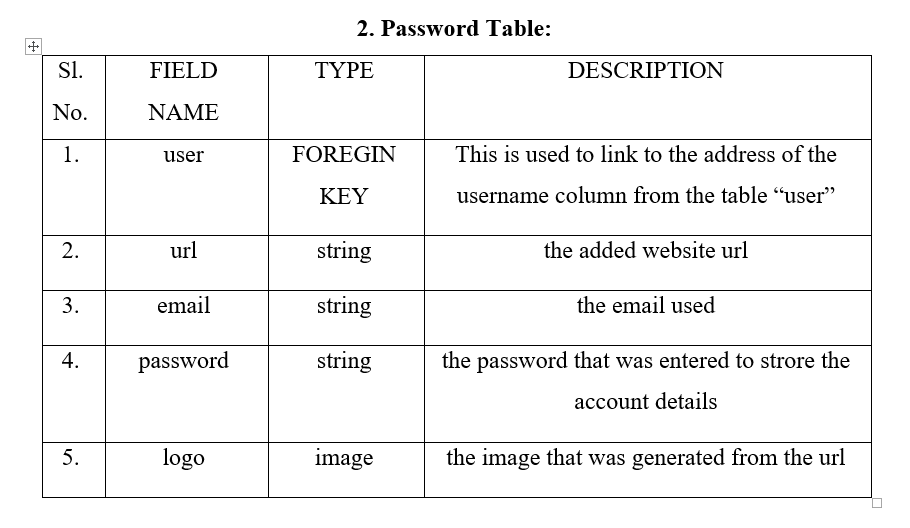 2. Password Table:
Sl. No. FIELD NAME TYPE DESCRIPTION
1. user FOREGIN KEY This is used to link to the address of the username column from the table “user”
2. url string the added website url
3. email string the email used
4. password string the password that was entered to strore the account details
5. logo image the image that was generated from the url